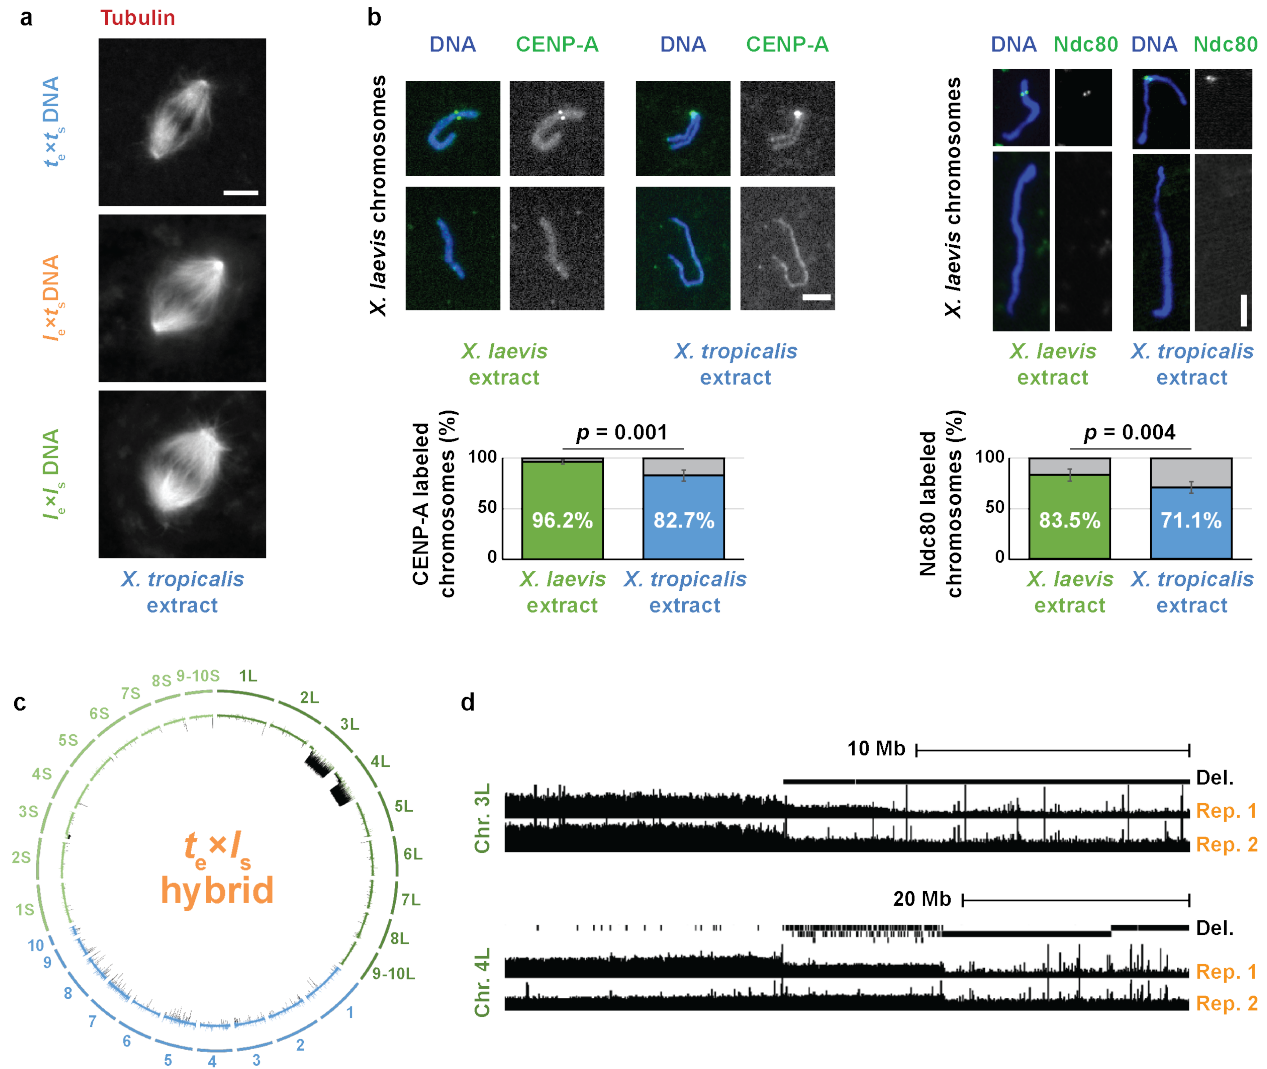 a
Tubulin
te×ts DNA
le×ts DNA
le×ls DNA
X. tropicalis
extract
b
DNA CENP-A DNA CENP-A
X. laevis chromosomes
X. laevis
extract
X. tropicalis
extract
DNA Ndc80 DNA Ndc80
X. laevis chromosomes
X. laevis
extract
X. tropicalis
extract
CENP-A labeled
chromosomes (%)
p = 0.001
100
50
0
96.2%
82.7%
X. laevis
extract
X. tropicalis
extract
Ndc80 labeled
chromosomes (%)
p = 0.004
100
50
0
83.5%
71.1%
X. laevis
extract
X. tropicalis
extract
c
1L
2L
3L
4L
5L
6L
7L
8L
9-10L
1
2
3
4
5
6
7
8
9
10
1S
2S
3S
4S
5S
6S
7S
8S
9-10S
te×ls
hybrid
d
10 Mb
Del.
Chr. 3L
Rep. 1
Rep. 2
20 Mb
Del.
Chr. 4L
Rep. 1
Rep. 2